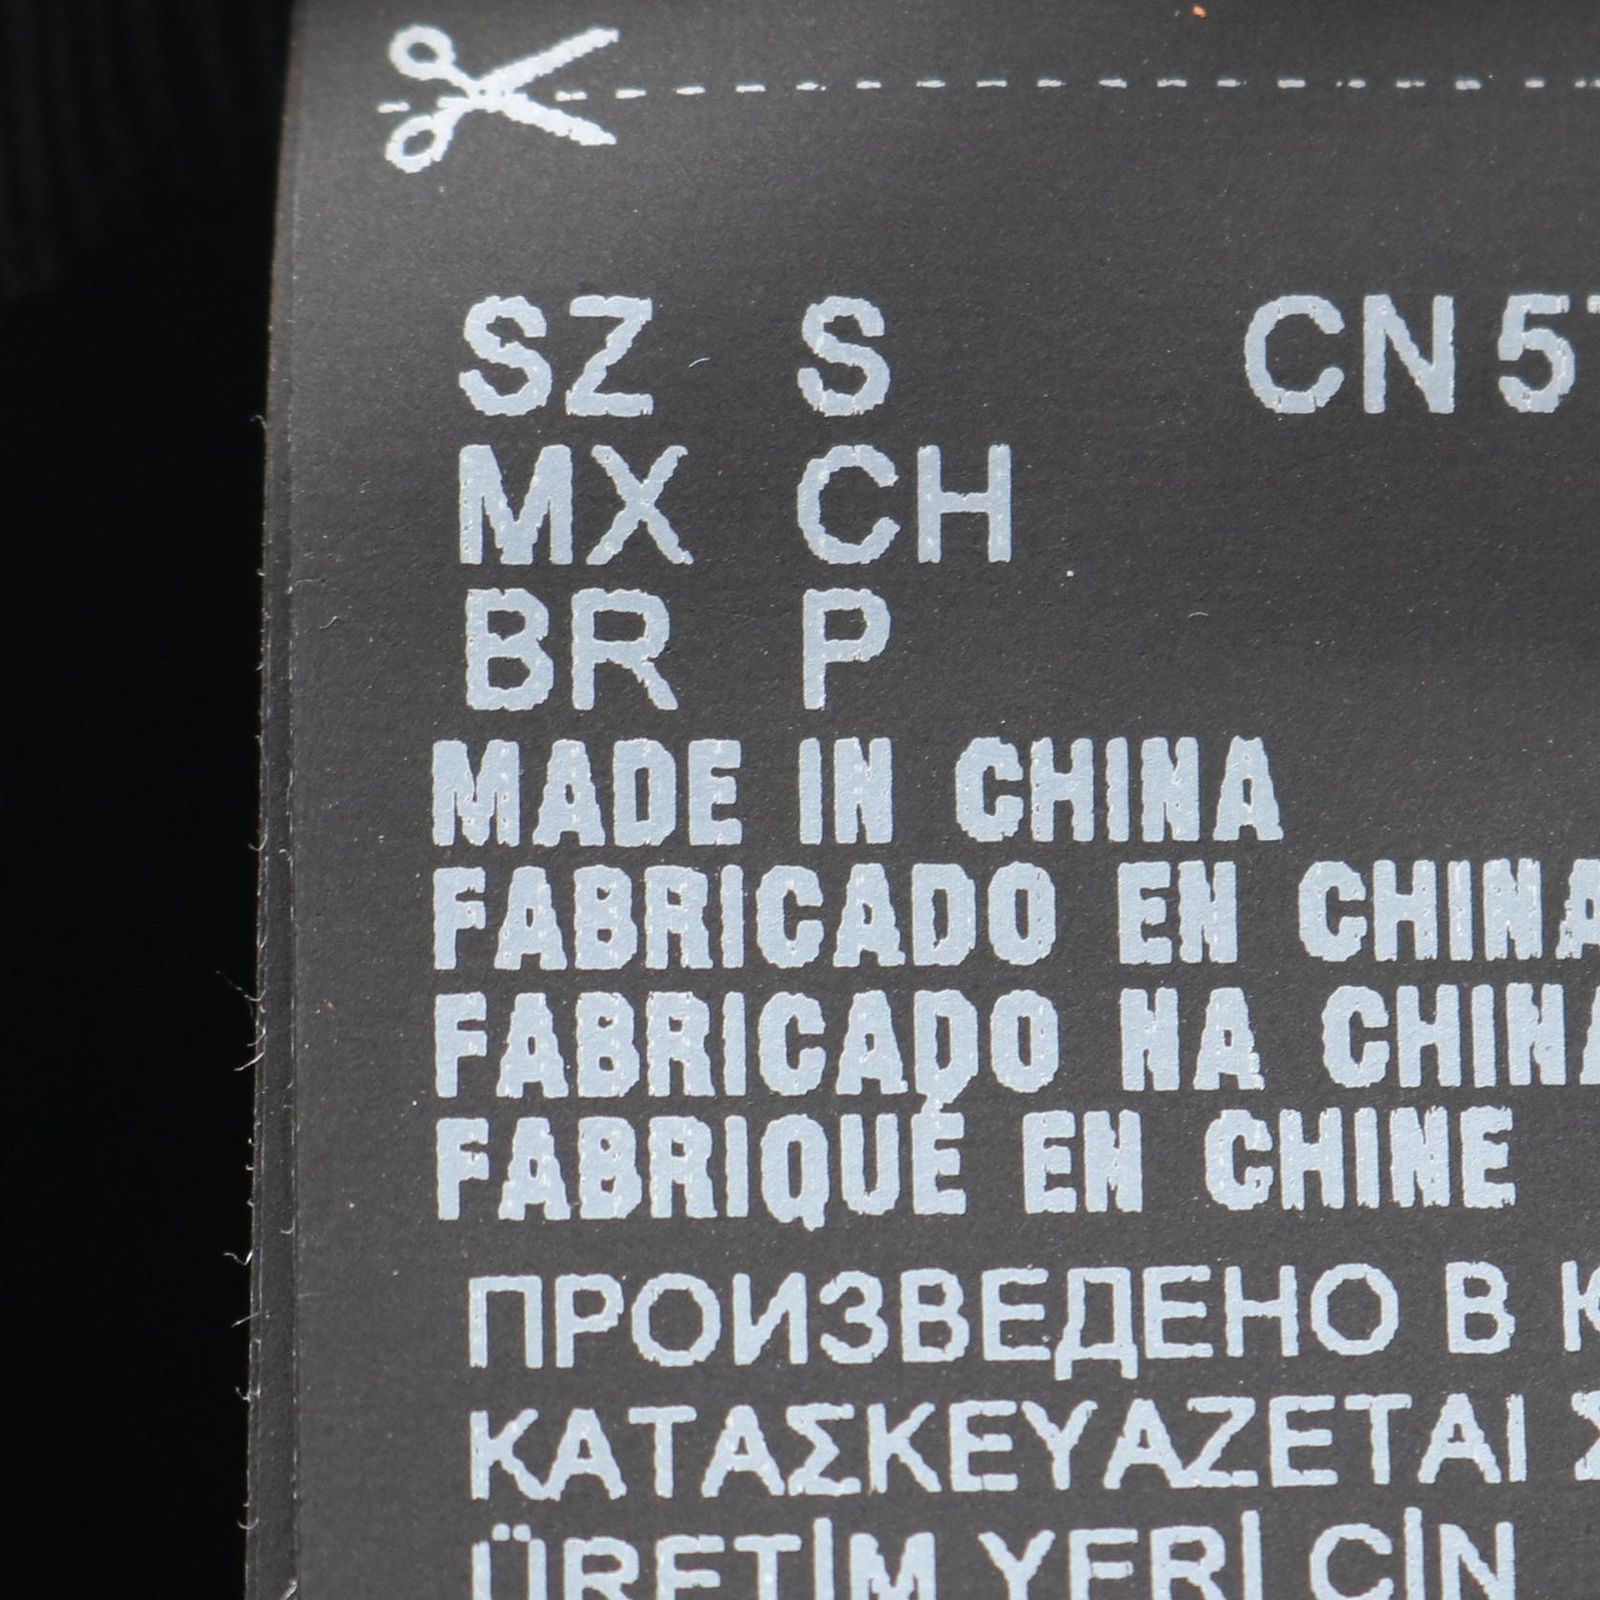 SZ S CN 5
MX CH
BR P
MADE IN CHINA
FABRICADO EN CHINA
FABRICADO NA CHINA
FABRIQUÉ EN CHINE
ПРОИЗВЕДЕНО В
ΚΑΤΑΣΚΕΥΑΖΕΤΑΙ
ÜRETİM YERİ ÇİN